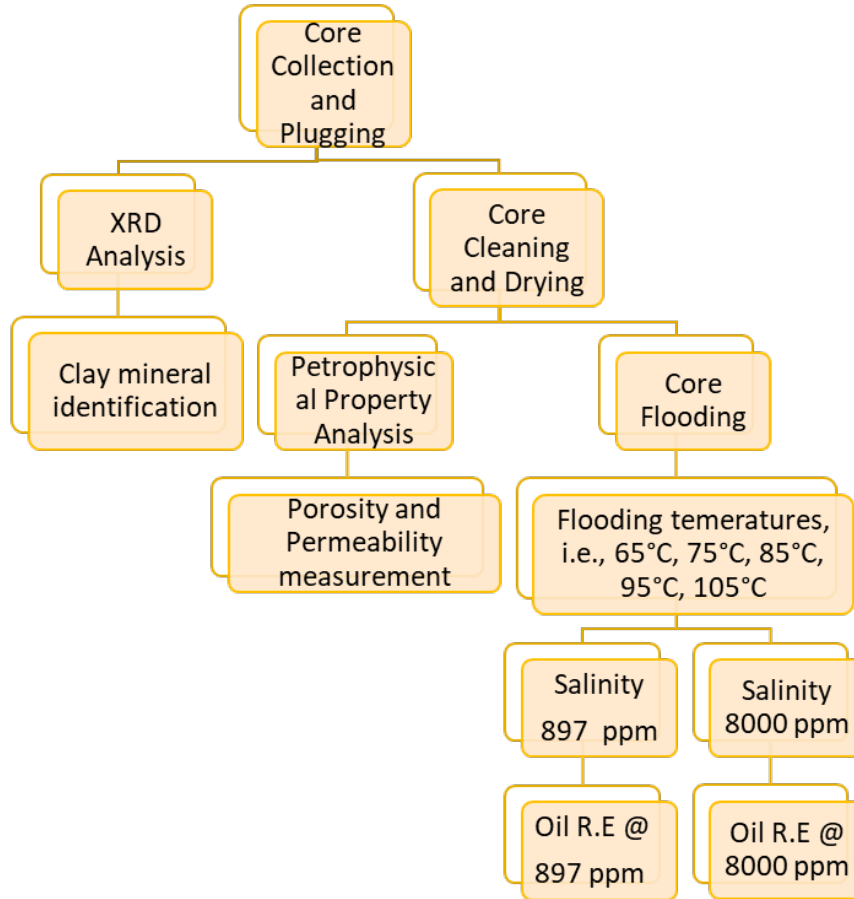 Core
Collection
and
Plugging
XRD
Analysis
Core
Cleaning
and Drying
Clay mineral
identification
Petrophysic
al Property
Analysis
Core
Flooding
Porosity and
Permeability
measurement
Flooding temeratures,
i.e., 65°C, 75°C, 85°C,
95°C, 105°C
Salinity
897 ppm
Salinity
8000 ppm
Oil R.E @
897 ppm
Oil R.E @
8000 ppm